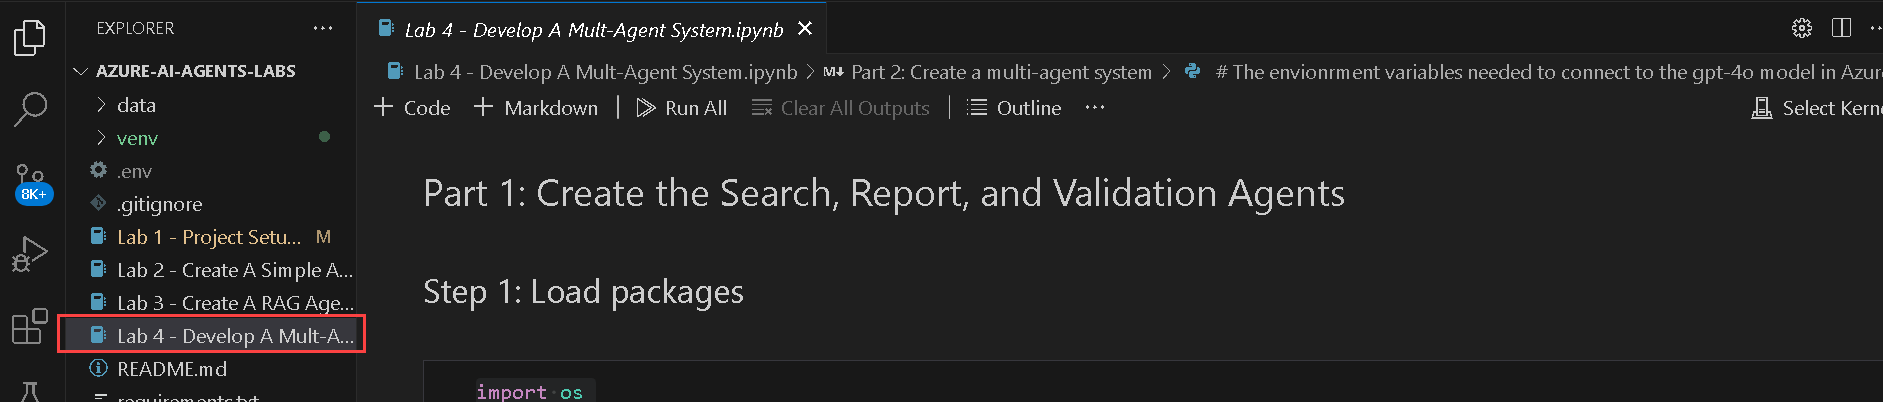 EXPLORER ...
AZURE-AI-AGENTS-LABS
data
venv
.env
.gitignore
Lab 1 - Project Setu... M
Lab 2 - Create A Simple A...
Lab 3 - Create A RAG Age...
Lab 4 - Develop A Mult-A...
README.md
requirements.txt
8K+
Lab 4 - Develop A Mult-Agent System.ipynb
Lab 4 - Develop A Mult-Agent System.ipynb > M↓ Part 2: Create a multi-agent system > # The envionrment variables needed to connect to the gpt-4o model in Azure
+ Code + Markdown | Run All Clear All Outputs | Outline ... Select Kerne
Part 1: Create the Search, Report, and Validation Agents
Step 1: Load packages
import os